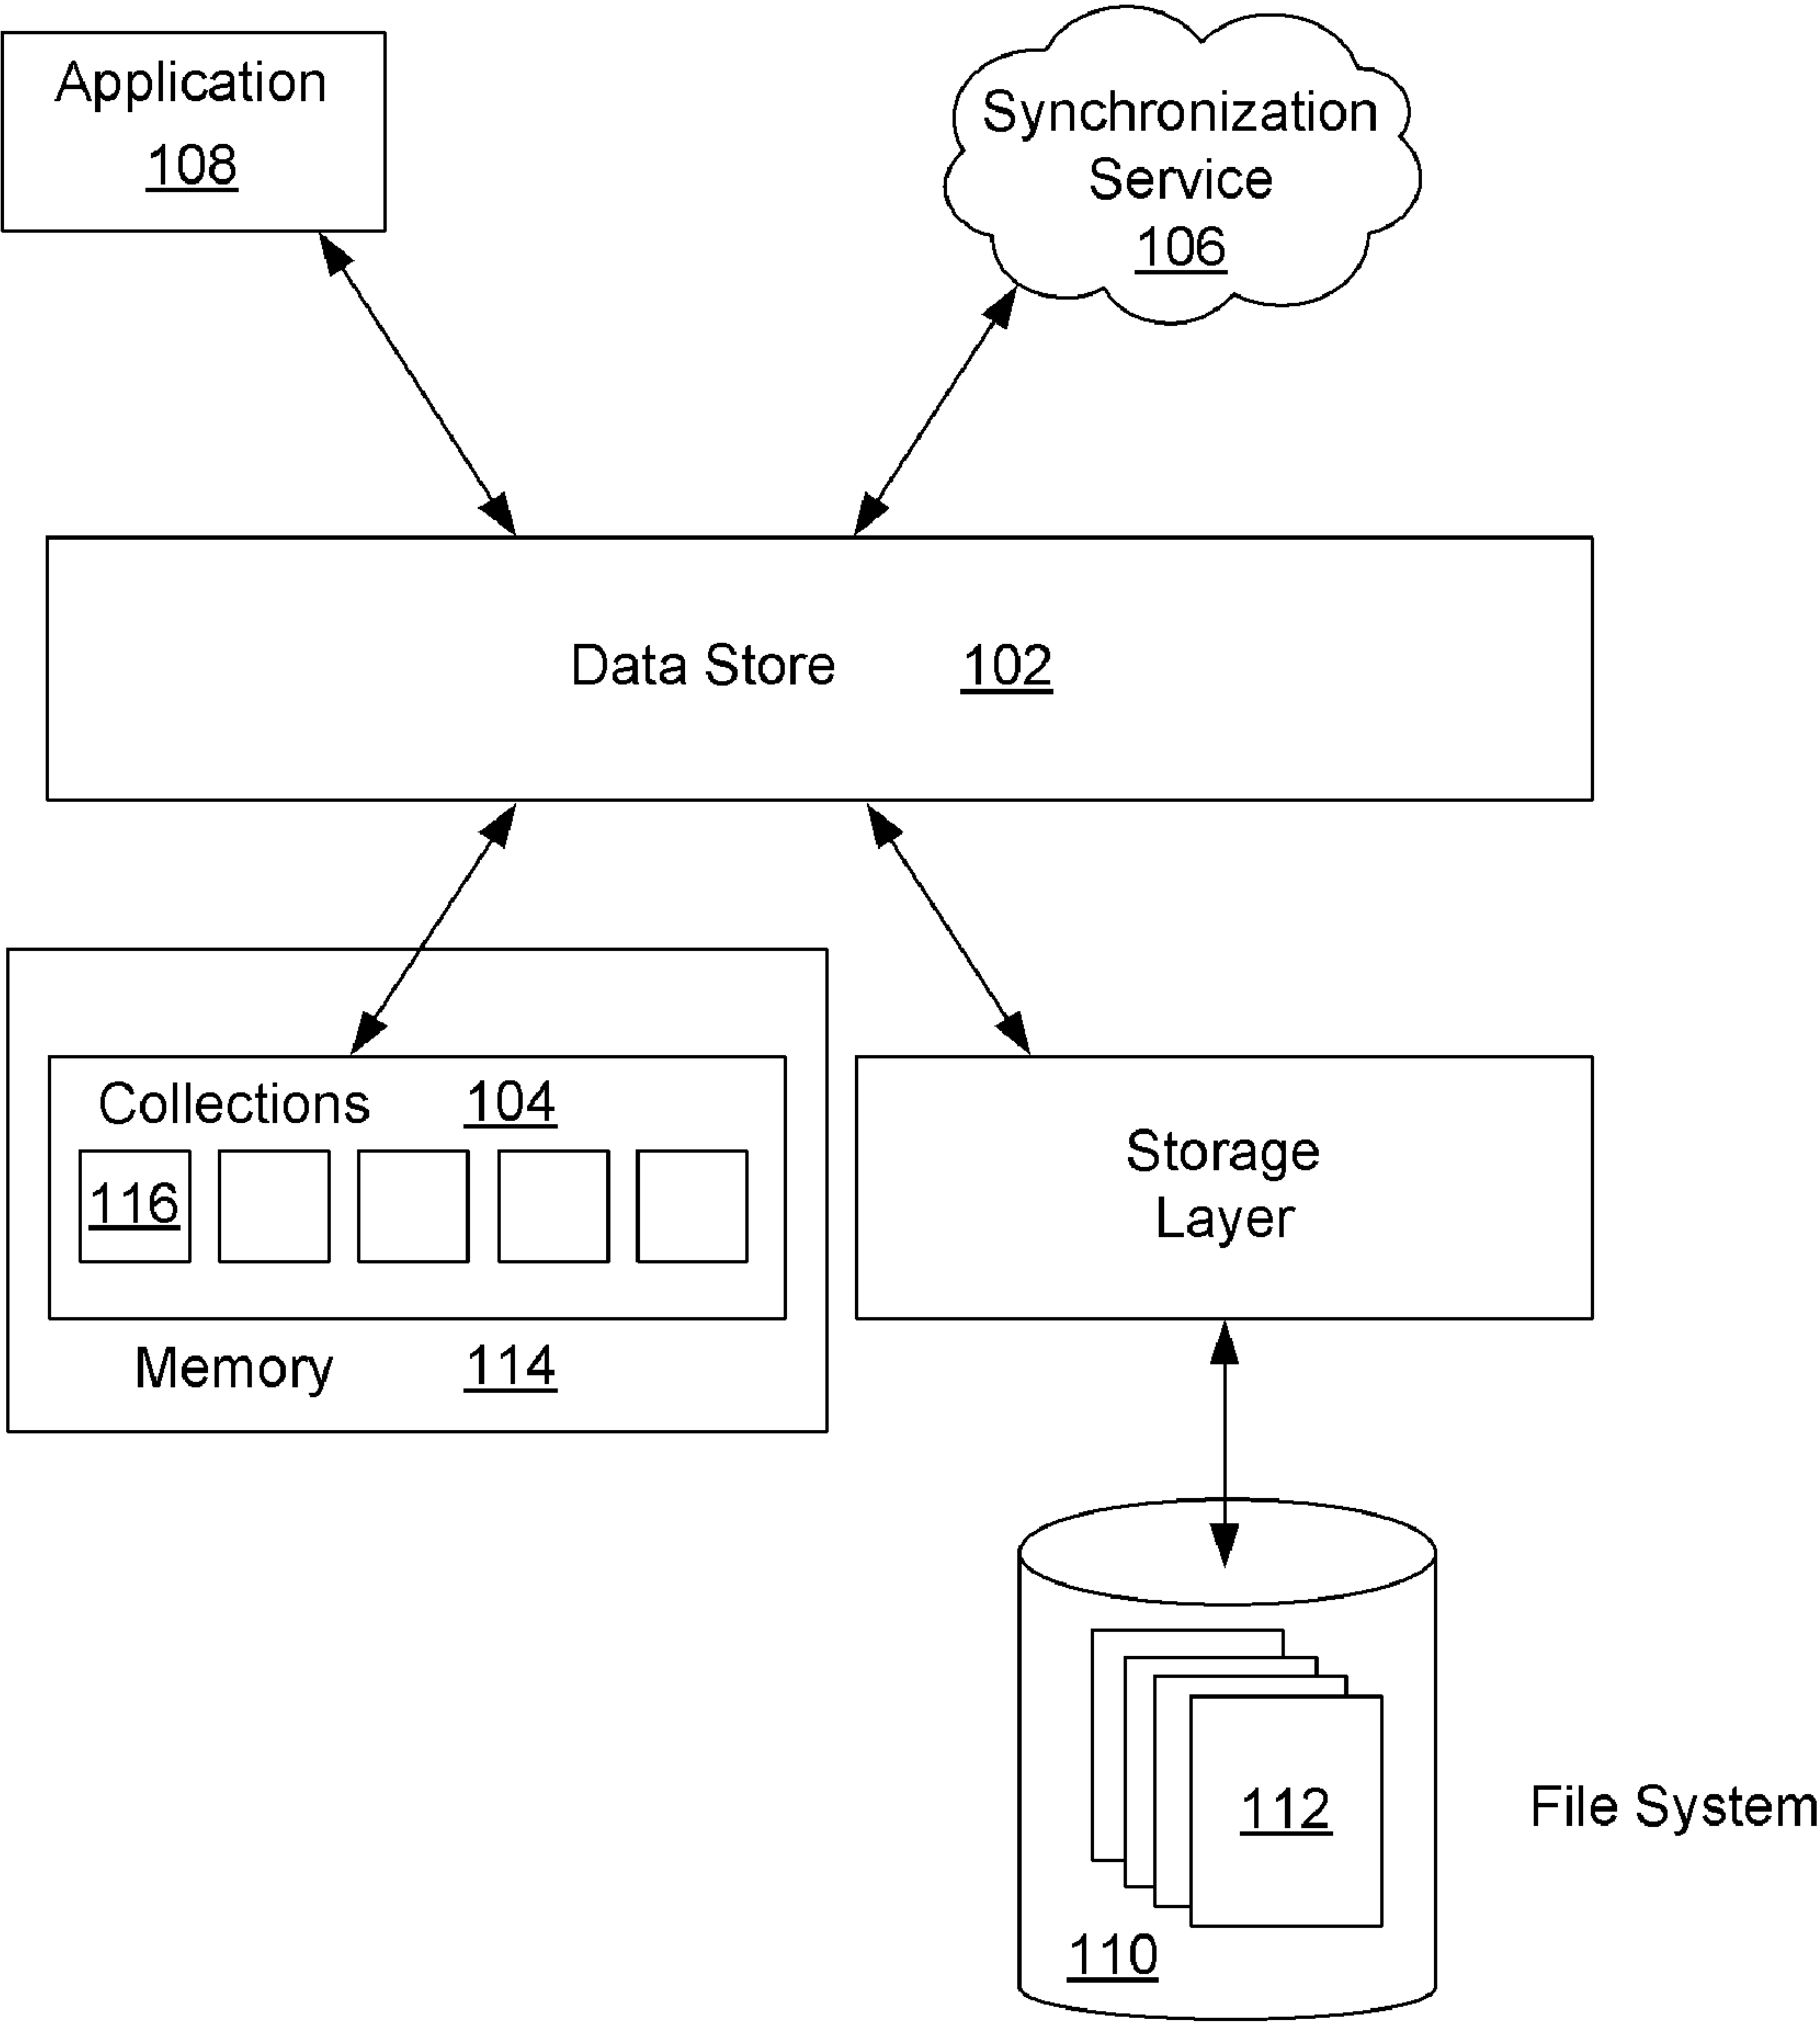 Application
108
Synchronization
Service
106
Data Store 102
Collections 104
116
Memory 114
Storage
Layer
112
File System
110